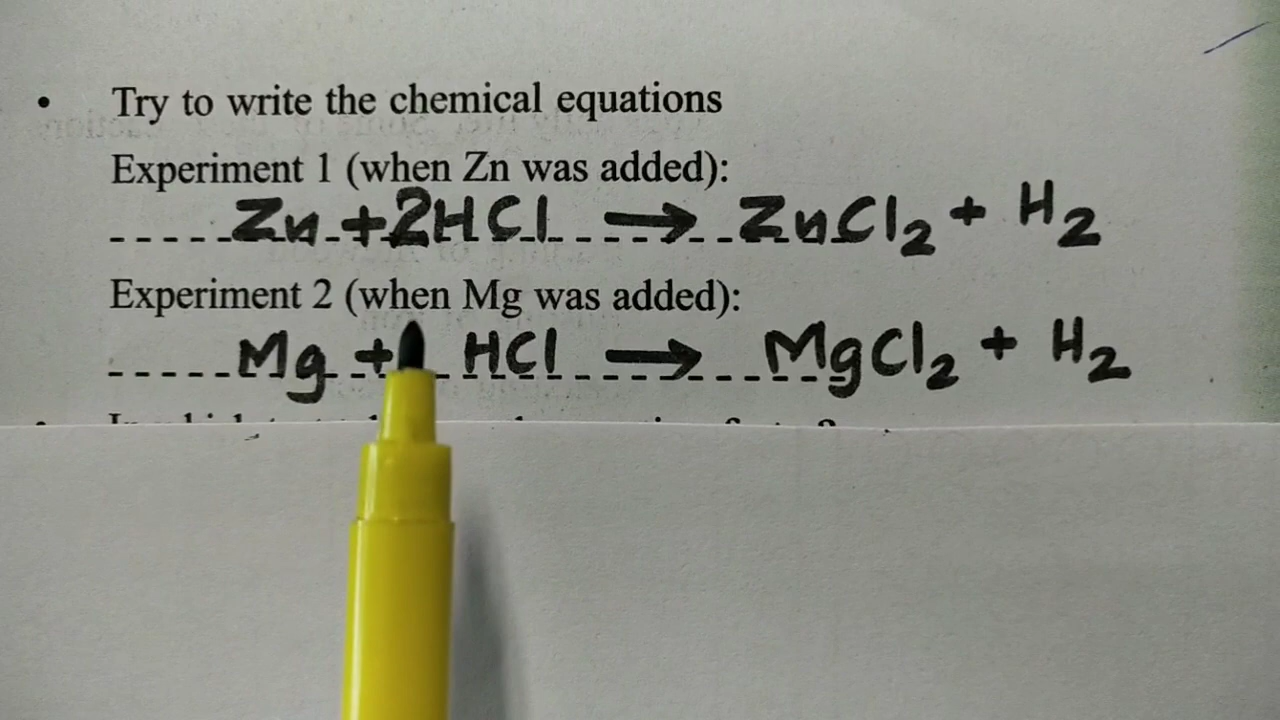 • Try to write the chemical equations
Experiment 1 (when Zn was added):
Zn + 2HCl → ZnCl₂ + H₂
Experiment 2 (when Mg was added):
Mg + HCl → MgCl₂ + H₂